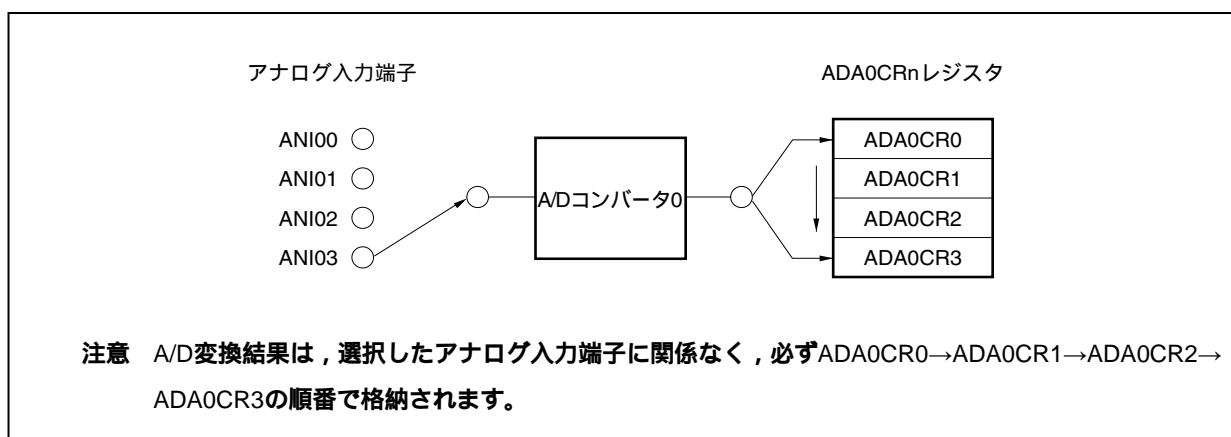 アナログ入力端子
ADA0CRnレジスタ
ANI00
ANI01
ANI02
ANI03
A/Dコンバータ0
ADA0CR0
ADA0CR1
ADA0CR2
ADA0CR3
注意 A/D変換結果は，選択したアナログ入力端子に関係なく，必ずADA0CR0→ADA0CR1→ADA0CR2→
ADA0CR3の順番で格納されます。